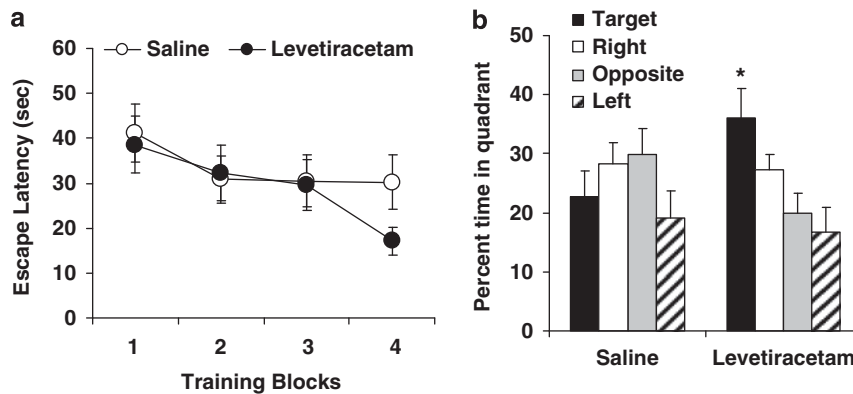 a
Escape Latency (sec)
60
50
40
30
20
10
0
Saline Levetiracetam
1 2 3 4
Training Blocks
b
Percent time in quadrant
50
40
30
20
10
0
Target
Right
Opposite
Left
*
Saline Levetiracetam